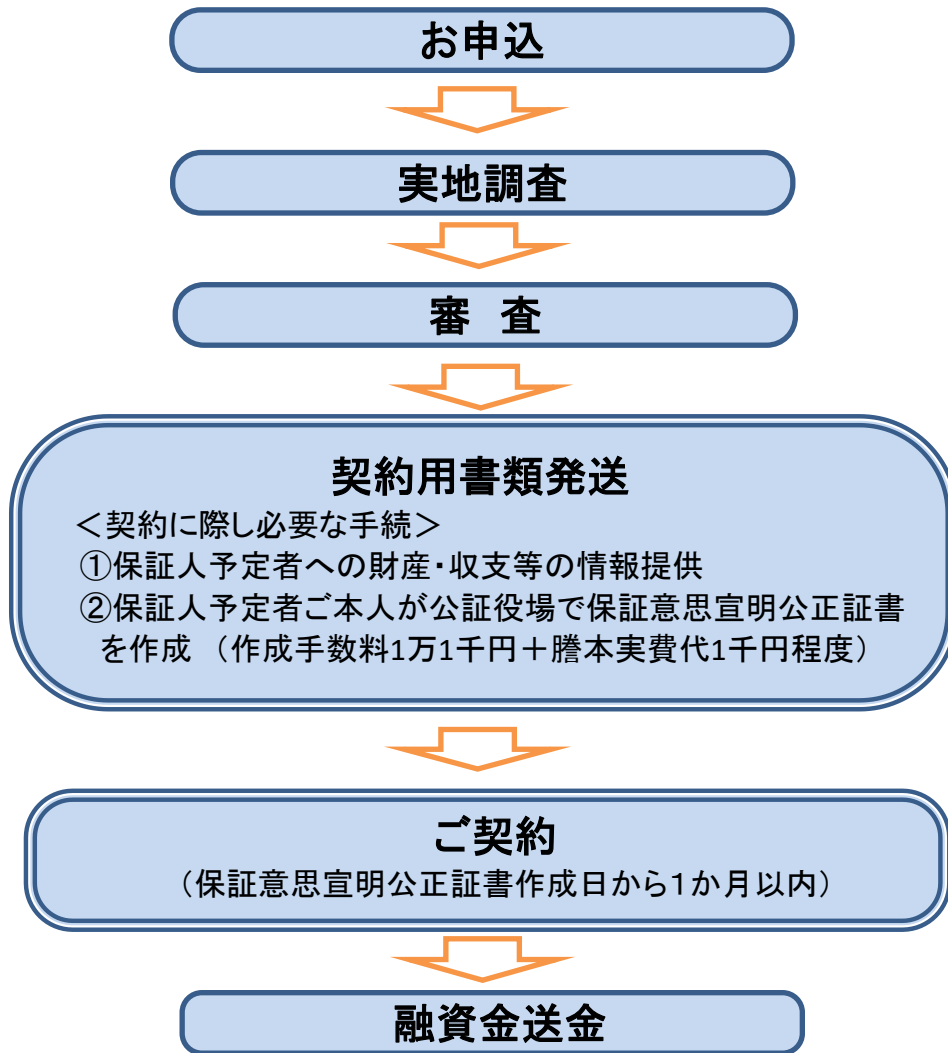 お申込
実地調査
審　査
契約用書類発送
＜契約に際し必要な手続＞
①保証人予定者への財産・収支等の情報提供
②保証人予定者ご本人が公証役場で保証意思宣明公正証書
を作成　（作成手数料1万1千円＋謄本実費代1千円程度）
ご契約
（保証意思宣明公正証書作成日から１か月以内）
融資金送金